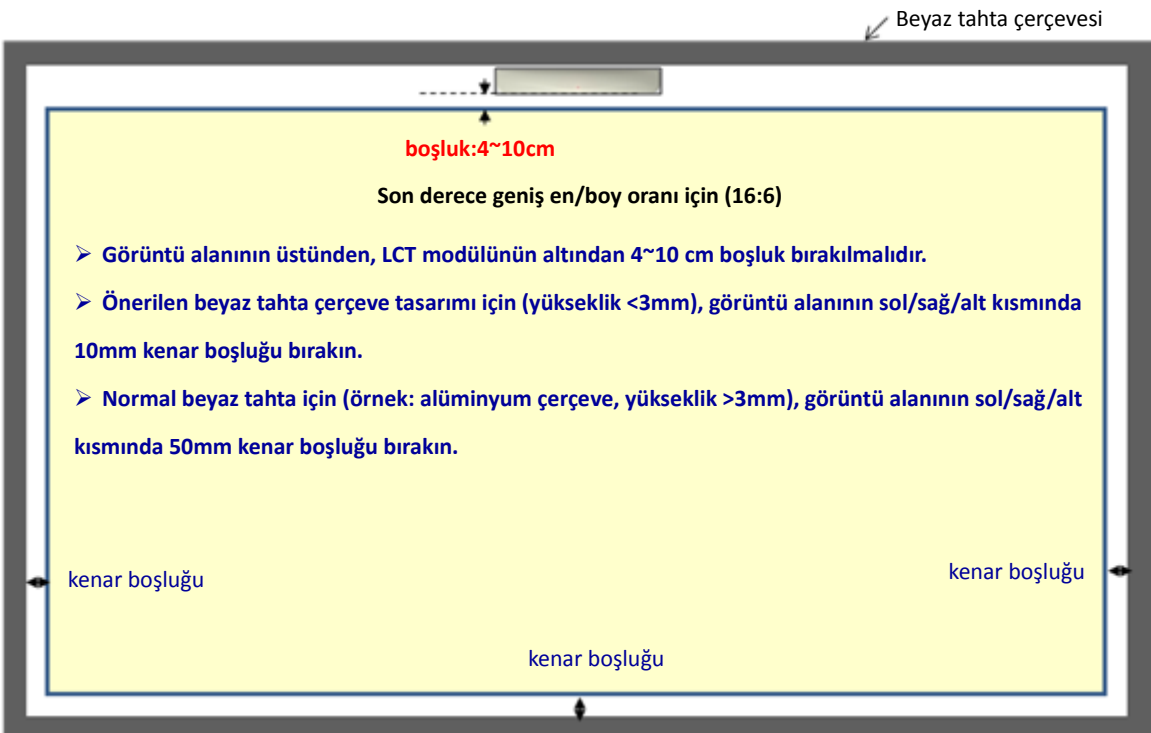 Beyaz tahta çerçevesi
boşluk:4~10cm
Son derece geniş en/boy oranı için (16:6)
➢ Görüntü alanının üstünden, LCT modülünün altından 4~10 cm boşluk bırakılmalıdır.
➢ Önerilen beyaz tahta çerçeve tasarımı için (yükseklik <3mm), görüntü alanının sol/sağ/alt kısmında
10mm kenar boşluğu bırakın.
➢ Normal beyaz tahta için (örnek: alüminyum çerçeve, yükseklik >3mm), görüntü alanının sol/sağ/alt
kısmında 50mm kenar boşluğu bırakın.
kenar boşluğu
kenar boşluğu
kenar boşluğu